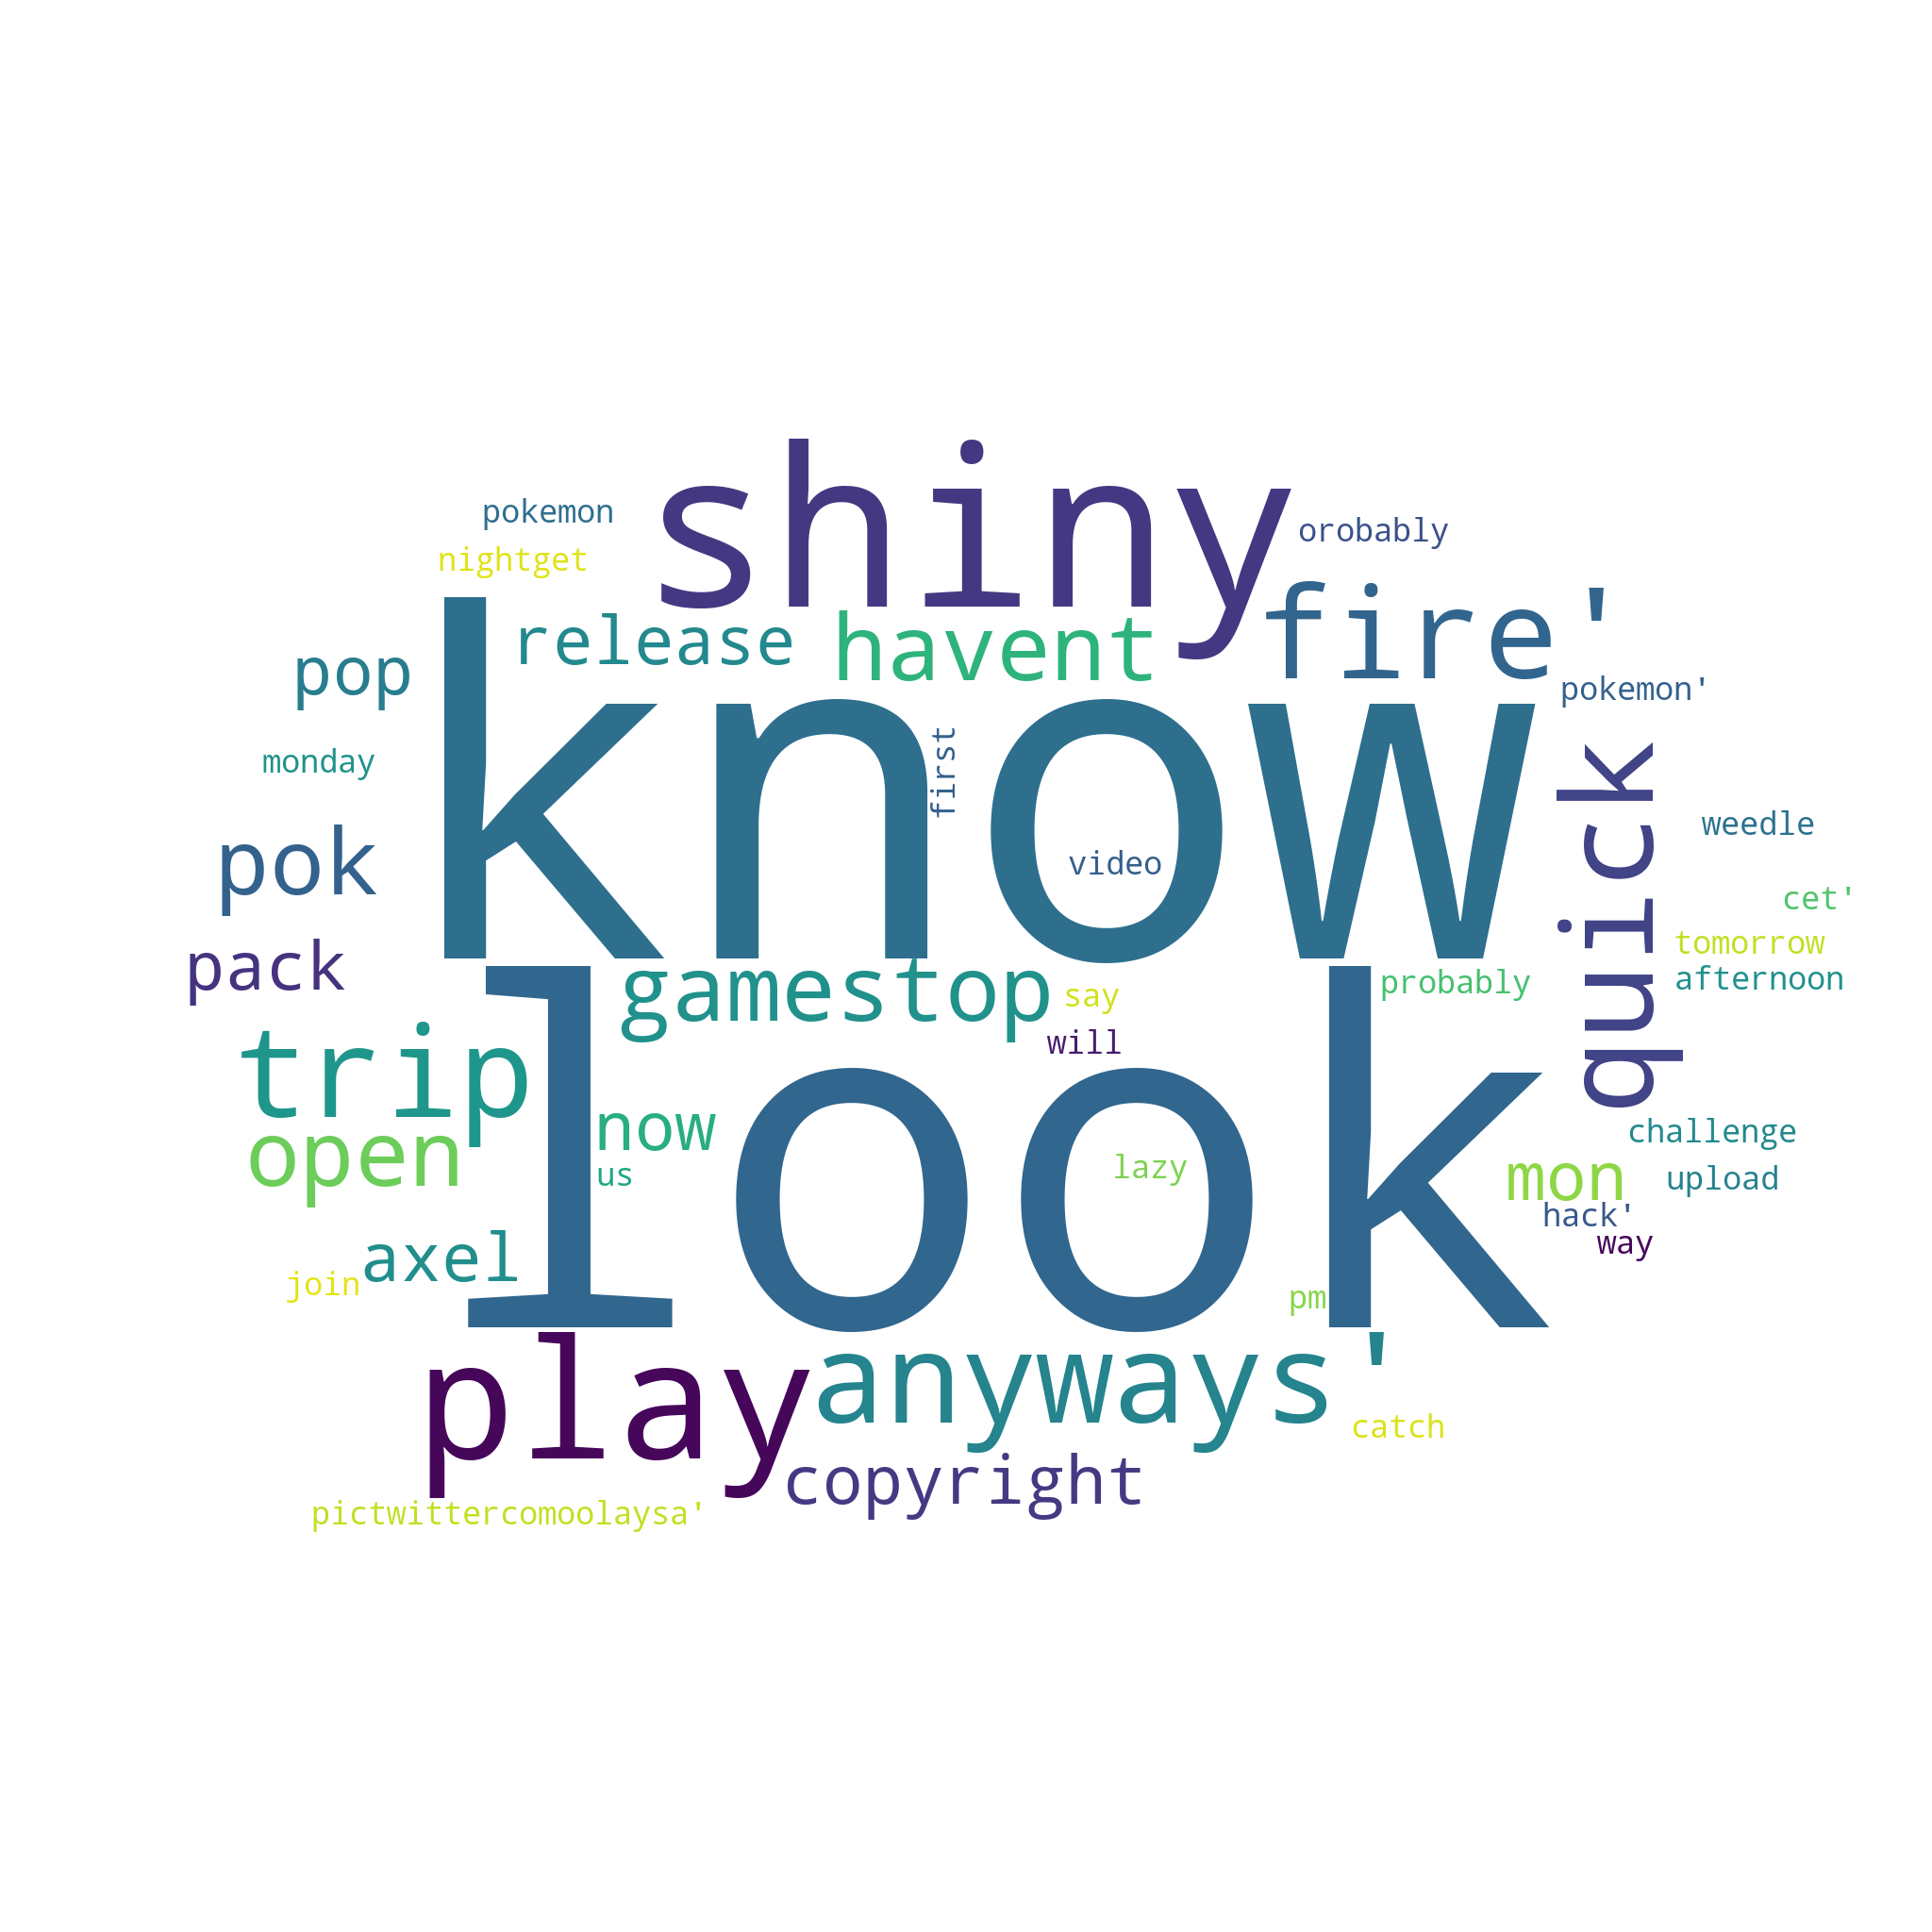 shiny
pokemon
orobably
nightget
fire'
release
havent
pop
pokemon'
know
first
monday
quick
weedle
pok
video
cet'
pack
tomorrow
gamestop
say
probably
afternoon
will
look
trip
open
now
us
lazy
challenge
mon
upload
hack'
way
axel
join
pm
play
anyways'
catch
copyright
pictwittercomoolaysa'